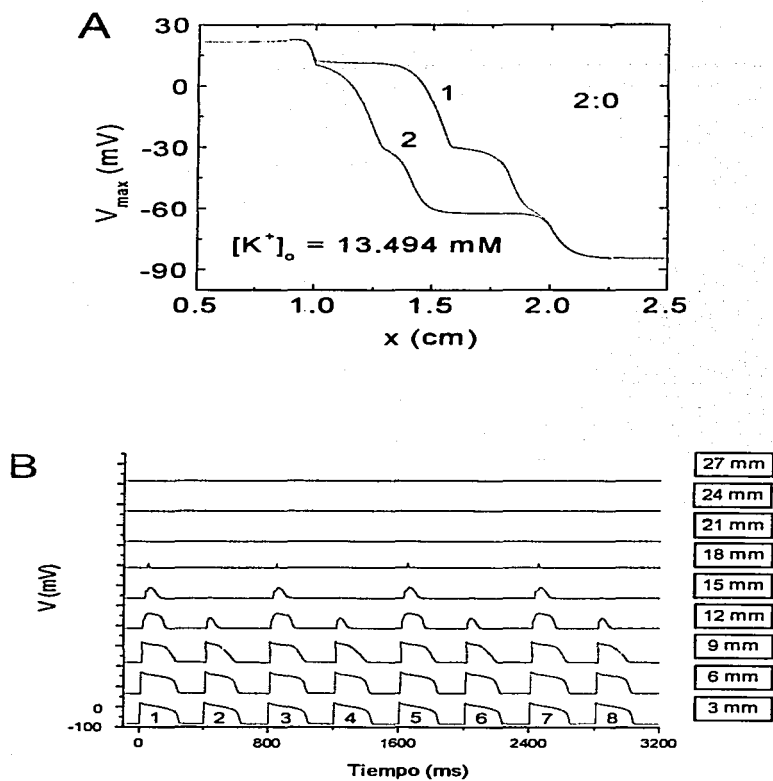 A
30
0
-30
-60
-90
V_max (mV)
1
2
2:0
[K+]o = 13.494 mM
0.5 1.0 1.5 2.0 2.5
x (cm)
B
V (mV)
0
-100
27 mm
24 mm
21 mm
18 mm
15 mm
12 mm
9 mm
6 mm
3 mm
1 2 3 4 5 6 7 8
0 800 1600 2400 3200
Tiempo (ms)